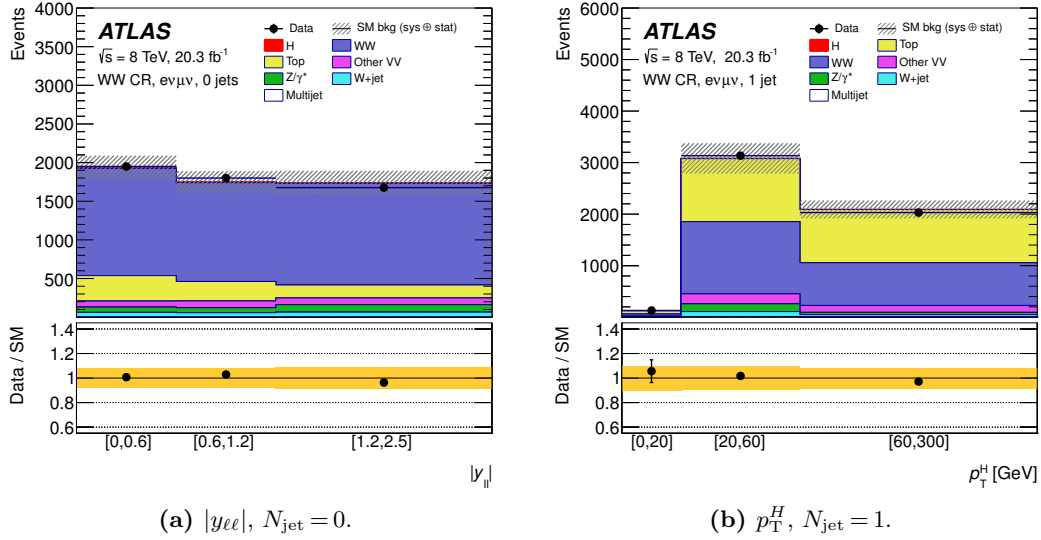 Events
4000
3500
3000
2500
2000
1500
1000
500
ATLAS
√s = 8 TeV, 20.3 fb⁻¹
WW CR, eνμν, 0 jets
Data
SM bkg (sys ⊕ stat)
H
WW
Top
Other VV
Z/γ*
W+jet
Multijet
Data / SM
1.4
1.2
1
0.8
0.6
[0,0.6] [0.6,1.2] [1.2,2.5]
|y_ll|
(a) |y_ℓℓ|, N_jet = 0.
Events
6000
5000
4000
3000
2000
1000
ATLAS
√s = 8 TeV, 20.3 fb⁻¹
WW CR, eνμν, 1 jet
Data
SM bkg (sys ⊕ stat)
H
Top
WW
Other VV
Z/γ*
W+jet
Multijet
Data / SM
1.4
1.2
1
0.8
0.6
[0,20] [20,60] [60,300]
p_T^H [GeV]
(b) p_T^H, N_jet = 1.